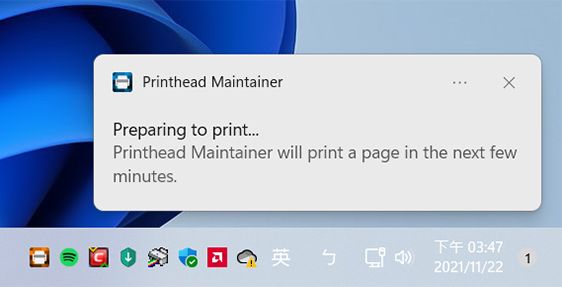 Printhead Maintainer
Preparing to print...
Printhead Maintainer will print a page in the next few
minutes.
英 ㄅ 下午 03:47
2021/11/22 1